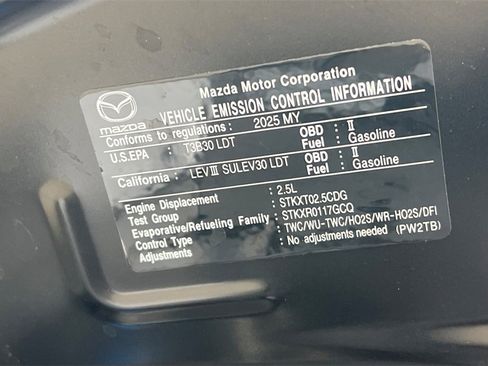 Mazda Motor Corporation
mazda
VEHICLE EMISSION CONTROL INFORMATION
Conforms to regulations : 2025 MY
U.S.EPA : T3B30 LDT OBD : II
Fuel : Gasoline
California : LEVIII SULEV30 LDT OBD : II
Fuel : Gasoline
Engine Displacement : 2.5L
Test Group : STKXT02.5CDG
Evaporative/Refueling Family : STKXR0117GCQ
Control Type : TWC/WU-TWC/HO2S/WR-HO2S/DFI
Adjustments : No adjustments needed (PW2TB)